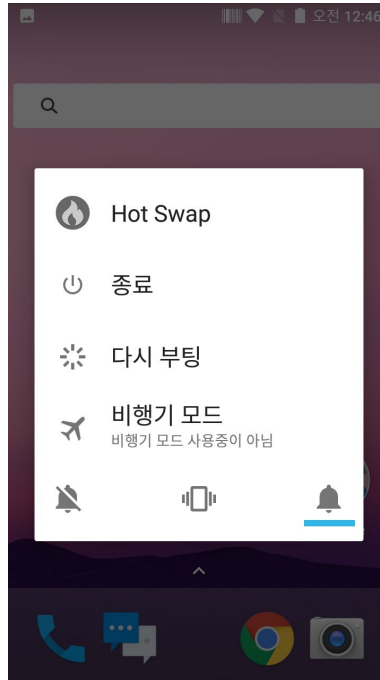 오전 12:46
Hot Swap
종료
다시 부팅
비행기 모드
비행기 모드 사용중이 아님